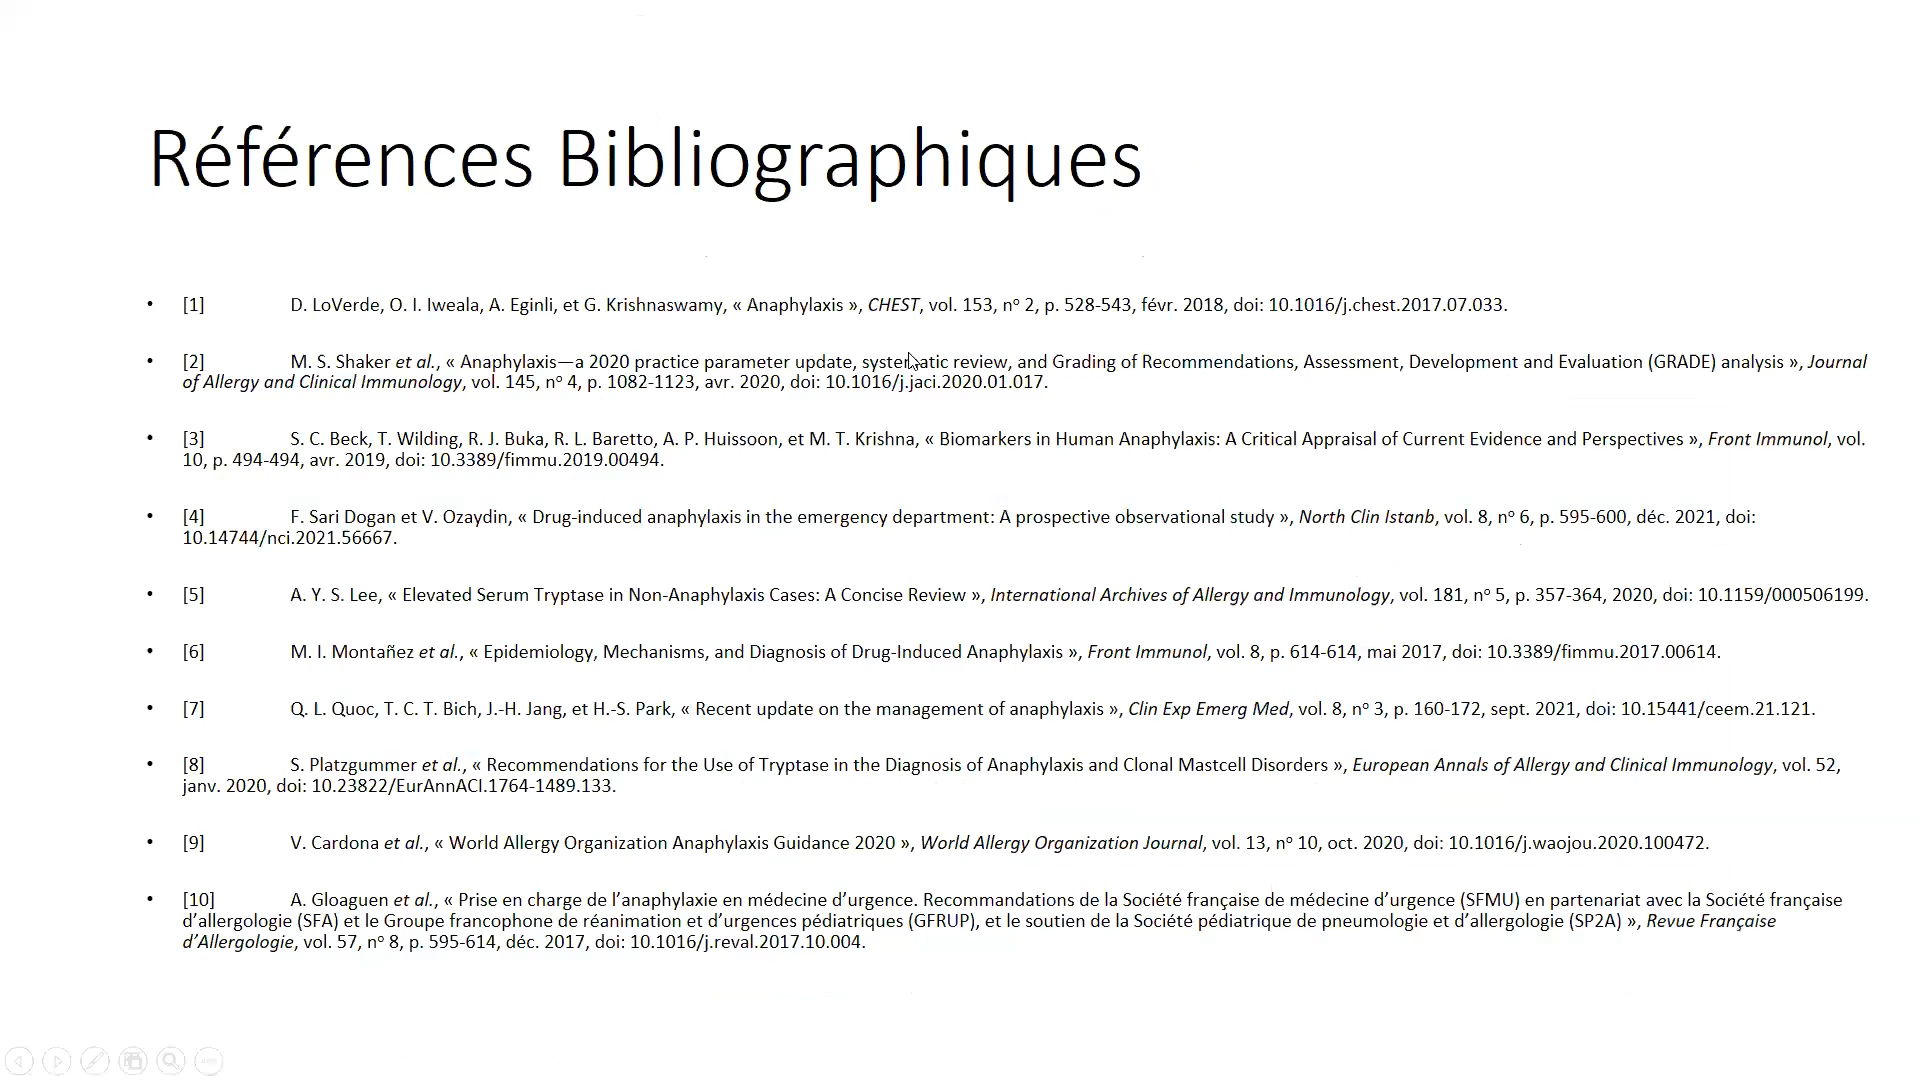 Références Bibliographiques
• [1] D. LoVerde, O. I. Iweala, A. Eginli, et G. Krishnaswamy, « Anaphylaxis », CHEST, vol. 153, nᵒ 2, p. 528-543, févr. 2018, doi: 10.1016/j.chest.2017.07.033.
• [2] M. S. Shaker et al., « Anaphylaxis—a 2020 practice parameter update, systematic review, and Grading of Recommendations, Assessment, Development and Evaluation (GRADE) analysis », Journal
of Allergy and Clinical Immunology, vol. 145, nᵒ 4, p. 1082-1123, avr. 2020, doi: 10.1016/j.jaci.2020.01.017.
• [3] S. C. Beck, T. Wilding, R. J. Buka, R. L. Baretto, A. P. Huissoon, et M. T. Krishna, « Biomarkers in Human Anaphylaxis: A Critical Appraisal of Current Evidence and Perspectives », Front Immunol, vol.
10, p. 494-494, avr. 2019, doi: 10.3389/fimmu.2019.00494.
• [4] F. Sari Dogan et V. Ozaydin, « Drug-induced anaphylaxis in the emergency department: A prospective observational study », North Clin Istanb, vol. 8, nᵒ 6, p. 595-600, déc. 2021, doi:
10.14744/nci.2021.56667.
• [5] A. Y. S. Lee, « Elevated Serum Tryptase in Non-Anaphylaxis Cases: A Concise Review », International Archives of Allergy and Immunology, vol. 181, nᵒ 5, p. 357-364, 2020, doi: 10.1159/000506199.
• [6] M. I. Montañez et al., « Epidemiology, Mechanisms, and Diagnosis of Drug-Induced Anaphylaxis », Front Immunol, vol. 8, p. 614-614, mai 2017, doi: 10.3389/fimmu.2017.00614.
• [7] Q. L. Quoc, T. C. T. Bich, J.-H. Jang, et H.-S. Park, « Recent update on the management of anaphylaxis », Clin Exp Emerg Med, vol. 8, nᵒ 3, p. 160-172, sept. 2021, doi: 10.15441/ceem.21.121.
• [8] S. Platzgummer et al., « Recommendations for the Use of Tryptase in the Diagnosis of Anaphylaxis and Clonal Mastcell Disorders », European Annals of Allergy and Clinical Immunology, vol. 52,
janv. 2020, doi: 10.23822/EurAnnACI.1764-1489.133.
• [9] V. Cardona et al., « World Allergy Organization Anaphylaxis Guidance 2020 », World Allergy Organization Journal, vol. 13, nᵒ 10, oct. 2020, doi: 10.1016/j.waojou.2020.100472.
• [10] A. Gloaguen et al., « Prise en charge de l’anaphylaxie en médecine d’urgence. Recommandations de la Société française de médecine d’urgence (SFMU) en partenariat avec la Société française
d’allergologie (SFA) et le Groupe francophone de réanimation et d’urgences pédiatriques (GFRUP), et le soutien de la Société pédiatrique de pneumologie et d’allergologie (SP2A) », Revue Française
d’Allergologie, vol. 57, nᵒ 8, p. 595-614, déc. 2017, doi: 10.1016/j.reval.2017.10.004.